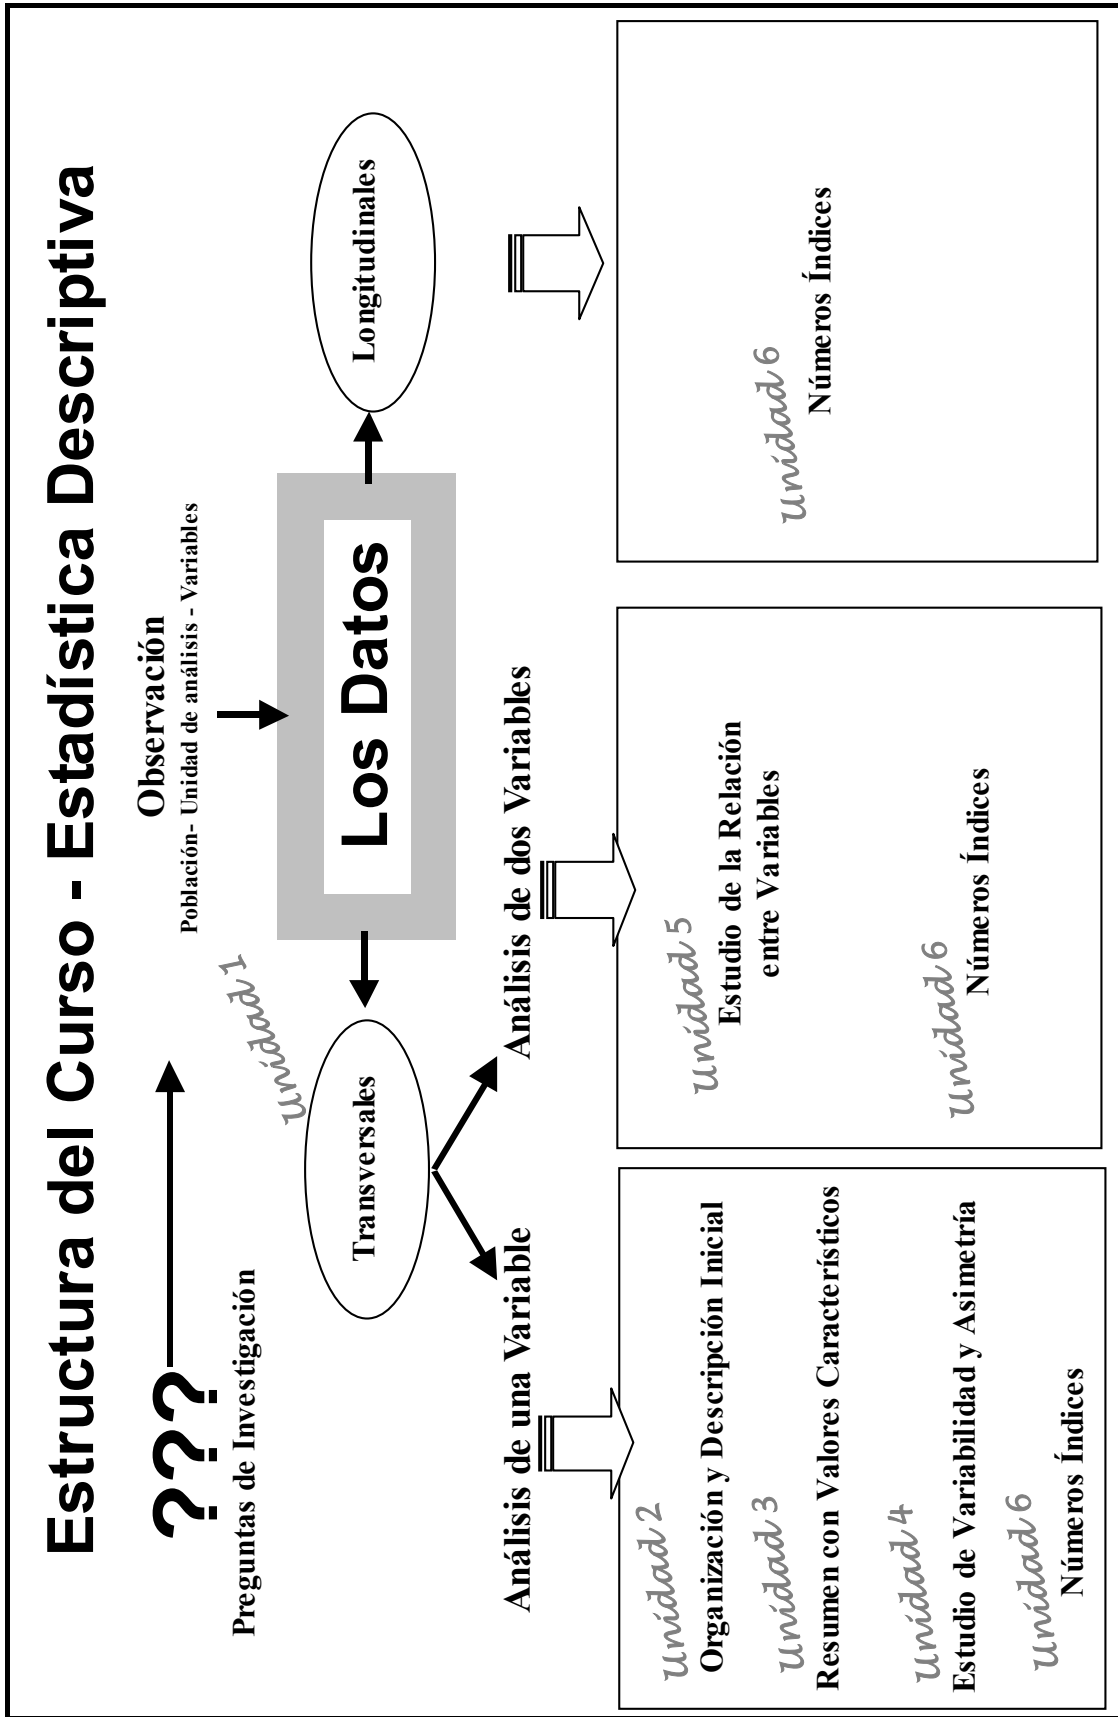 Estructura del Curso - Estadística Descriptiva
???
Preguntas de Investigación
Observación
Población- Unidad de análisis - Variables
Unidad 1
Los Datos
Transversales
Longitudinales
Análisis de una Variable
Análisis de dos Variables
Unidad 2
Organización y Descripción Inicial
Unidad 3
Resumen con Valores Característicos
Unidad 4
Estudio de Variabilidad y Asimetría
Unidad 6
Números Índices
Unidad 5
Estudio de la Relación
entre Variables
Unidad 6
Números Índices
Unidad 6
Números Índices